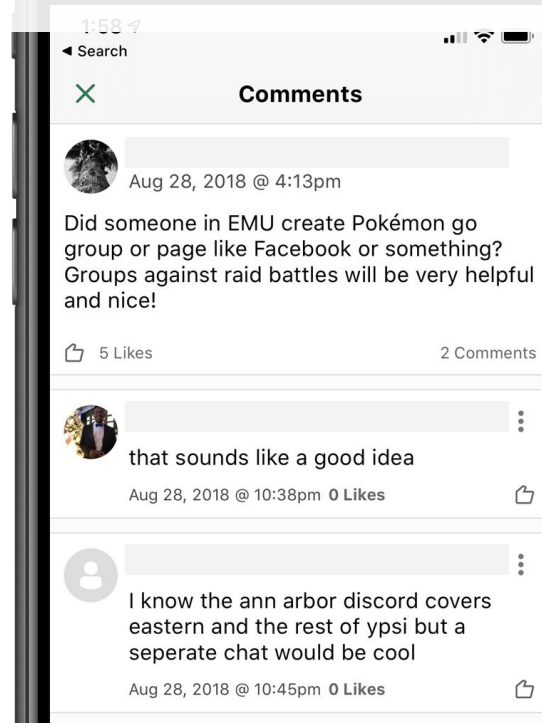 1:58
◀ Search
Comments
Aug 28, 2018 @ 4:13pm
Did someone in EMU create Pokémon go
group or page like Facebook or something?
Groups against raid battles will be very helpful
and nice!
5 Likes
2 Comments
that sounds like a good idea
Aug 28, 2018 @ 10:38pm 0 Likes
I know the ann arbor discord covers
eastern and the rest of ypsi but a
seperate chat would be cool
Aug 28, 2018 @ 10:45pm 0 Likes